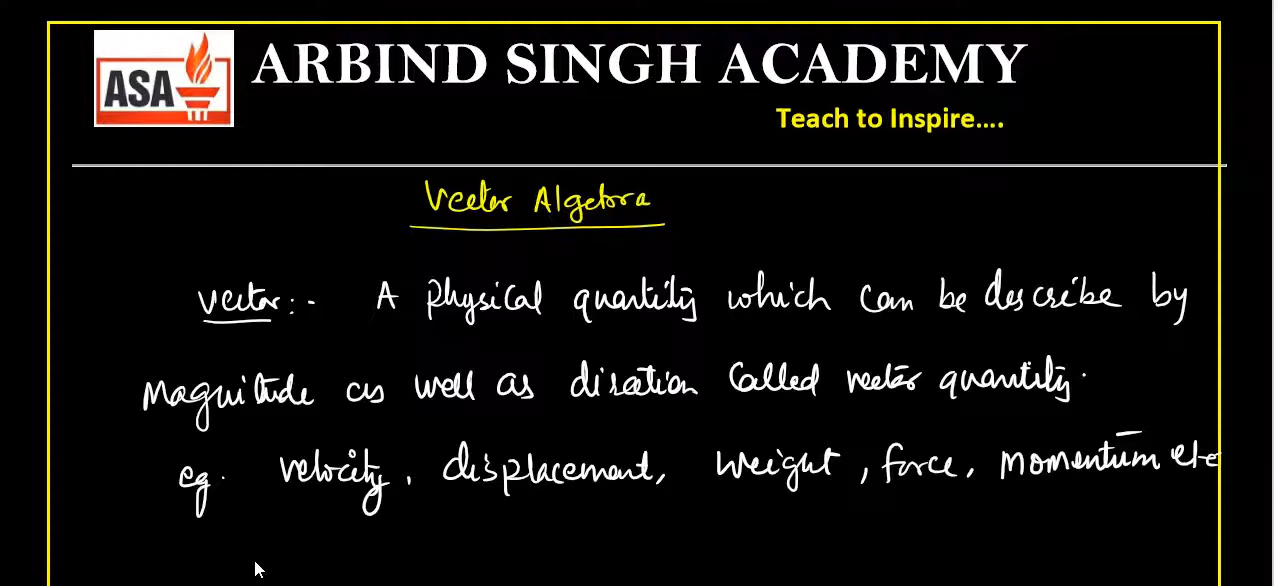 ASA
ARBIND SINGH ACADEMY
Teach to Inspire....
Vector Algebra
Vector:- A physical quantity which can be describe by
Magnitude as well as direction called vector quantity.
eg. velocity, displacement, weight, force, Momentum etc